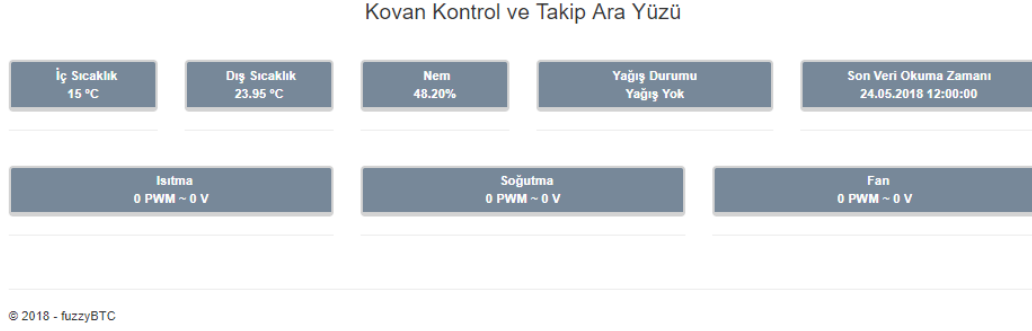 Kovan Kontrol ve Takip Ara Yüzü
İç Sıcaklık
15 °C
Dış Sıcaklık
23.95 °C
Nem
48.20%
Yağış Durumu
Yağış Yok
Son Veri Okuma Zamanı
24.05.2018 12:00:00
Isıtma
0 PWM ~ 0 V
Soğutma
0 PWM ~ 0 V
Fan
0 PWM ~ 0 V
© 2018 - fuzzyBTC